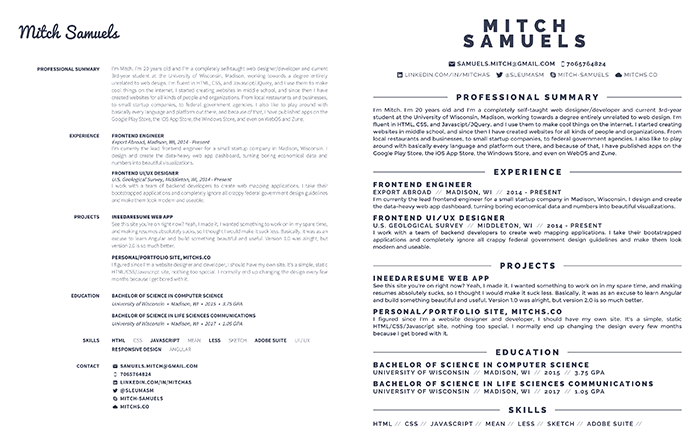 Mitch Samuels
PROFESSIONAL SUMMARY
I'm Mitch. I'm 20 years old and I'm a completely self-taught web designer/developer and current
3rd-year student at the University of Wisconsin, Madison, working towards a degree entirely
unrelated to web design. I'm fluent in HTML, CSS, and Javascript/JQuery, and I use them to make
cool things on the internet. I started creating websites in middle school, and since then I have
created websites for all kinds of people and organizations. From local restaurants and businesses,
to small startup companies, to federal government agencies. I also like to play around with
basically every language and platform out there, and because of that, I have published apps on the
Google Play Store, the iOS App Store, the Windows Store, and even on WebOS and Zune.
EXPERIENCE
FRONTEND ENGINEER
Export Abroad, Madison, WI, 2014 - Present
I'm currently the lead frontend engineer for a small startup company in Madison, Wisconsin. I
design and create the data-heavy web app dashboard, turning boring economical data and
numbers into beautiful visualizations.
FRONTEND UI/UX DESIGNER
U.S. Geological Survey, Middleton, WI, 2014 - Present
I work with a team of backend developers to create web mapping applications. I take their
bootstrapped applications and completely ignore all crappy federal government design guidelines
and make them look modern and useable.
PROJECTS
INEEDARESUME WEB APP
See this site you're on right now? Yeah, I made it. I wanted something to work on in my spare time,
and making resumes absolutely sucks, so I thought I would make it suck less. Basically, it was as an
excuse to learn Angular and build something beautiful and useful. Version 1.0 was alright, but
version 2.0 is so much better.
PERSONAL/PORTFOLIO SITE, MITCHS.CO
I figured since I'm a website designer and developer, I should have my own site. It's a simple, static
HTML/CSS/Javascript site, nothing too special. I normally end up changing the design every few
months because I get bored with it.
EDUCATION
BACHELOR OF SCIENCE IN COMPUTER SCIENCE
University of Wisconsin • Madison, WI • 2015 • 3.75 GPA
BACHELOR OF SCIENCE IN LIFE SCIENCES COMMUNICATIONS
University of Wisconsin • Madison, WI • 2017 •
SKILLS
HTML CSS JAVASCRIPT MEAN LESS SKETCH ADOBE SUITE UI/UX
RESPONSIVE DESIGN ANGULAR
CONTACT
SAMUELS.MITCH@GMAIL.COM
7065764824
LINKEDIN.COM/IN/MITCHAS
@SLEUMASM
MITCH-SAMUELS
MITCHS.CO
MITCH
SAMUELS
SAMUELS.MITCH@GMAIL.COM 7065764824
LINKEDIN.COM/IN/MITCHAS @SLEUMASM MITCH-SAMUELS MITCHS.CO
PROFESSIONAL SUMMARY
I'm Mitch. I'm 20 years old and I'm a completely self-taught web designer/developer and current 3rd-year
student at the University of Wisconsin, Madison, working towards a degree entirely unrelated to web design. I'm
fluent in HTML, CSS, and Javascript/JQuery, and I use them to make cool things on the internet. I started creating
websites in middle school, and since then I have created websites for all kinds of people and organizations. From
local restaurants and businesses, to small startup companies, to federal government agencies. I also like to play
around with basically every language and platform out there, and because of that, I have published apps on the
Google Play Store, the iOS App Store, the Windows Store, and even on WebOS and Zune.
EXPERIENCE
FRONTEND ENGINEER
EXPORT ABROAD // MADISON, WI // 2014 - PRESENT
I'm currently the lead frontend engineer for a small startup company in Madison, Wisconsin. I design and create
the data-heavy web app dashboard, turning boring economical data and numbers into beautiful visualizations.
FRONTEND UI/UX DESIGNER
U.S. GEOLOGICAL SURVEY // MIDDLETON, WI // 2014 - PRESENT
I work with a team of backend developers to create web mapping applications. I take their bootstrapped
applications and completely ignore all crappy federal government design guidelines and make them look
modern and useable.
PROJECTS
INEEDARESUME WEB APP
See this site you're on right now? Yeah, I made it. I wanted something to work on in my spare time, and making
resumes absolutely sucks, so I thought I would make it suck less. Basically, it was as an excuse to learn Angular
and build something beautiful and useful. Version 1.0 was alright, but version 2.0 is so much better.
PERSONAL/PORTFOLIO SITE, MITCHS.CO
I figured since I'm a website designer and developer, I should have my own site. It's a simple, static
HTML/CSS/Javascript site, nothing too special. I normally end up changing the design every few months
because I get bored with it.
EDUCATION
BACHELOR OF SCIENCE IN COMPUTER SCIENCE
UNIVERSITY OF WISCONSIN // MADISON, WI // 2015 // 3.75 GPA
BACHELOR OF SCIENCE IN LIFE SCIENCES COMMUNICATIONS
UNIVERSITY OF WISCONSIN // MADISON, WI // 2017 // 1.05 GPA
SKILLS
HTML // CSS // JAVASCRIPT // MEAN // LESS // SKETCH // ADOBE SUITE //